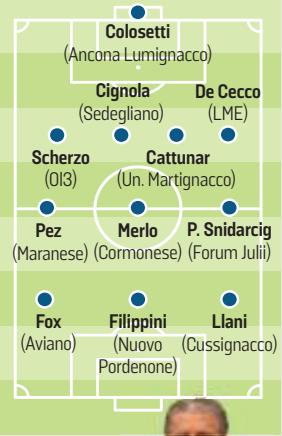 Colosetti
(Ancona Lumignacco)
Cignola
(Sedegliano)
De Cecco
(LME)
Scherzo
(OI3)
Cattunar
(Un. Martignacco)
Pez
(Maranese)
Merlo
(Cormonese)
P. Snidarcig
(Forum Julii)
Fox
(Aviano)
Filippini
(Nuovo
Pordenone)
Llani
(Cussignacco)